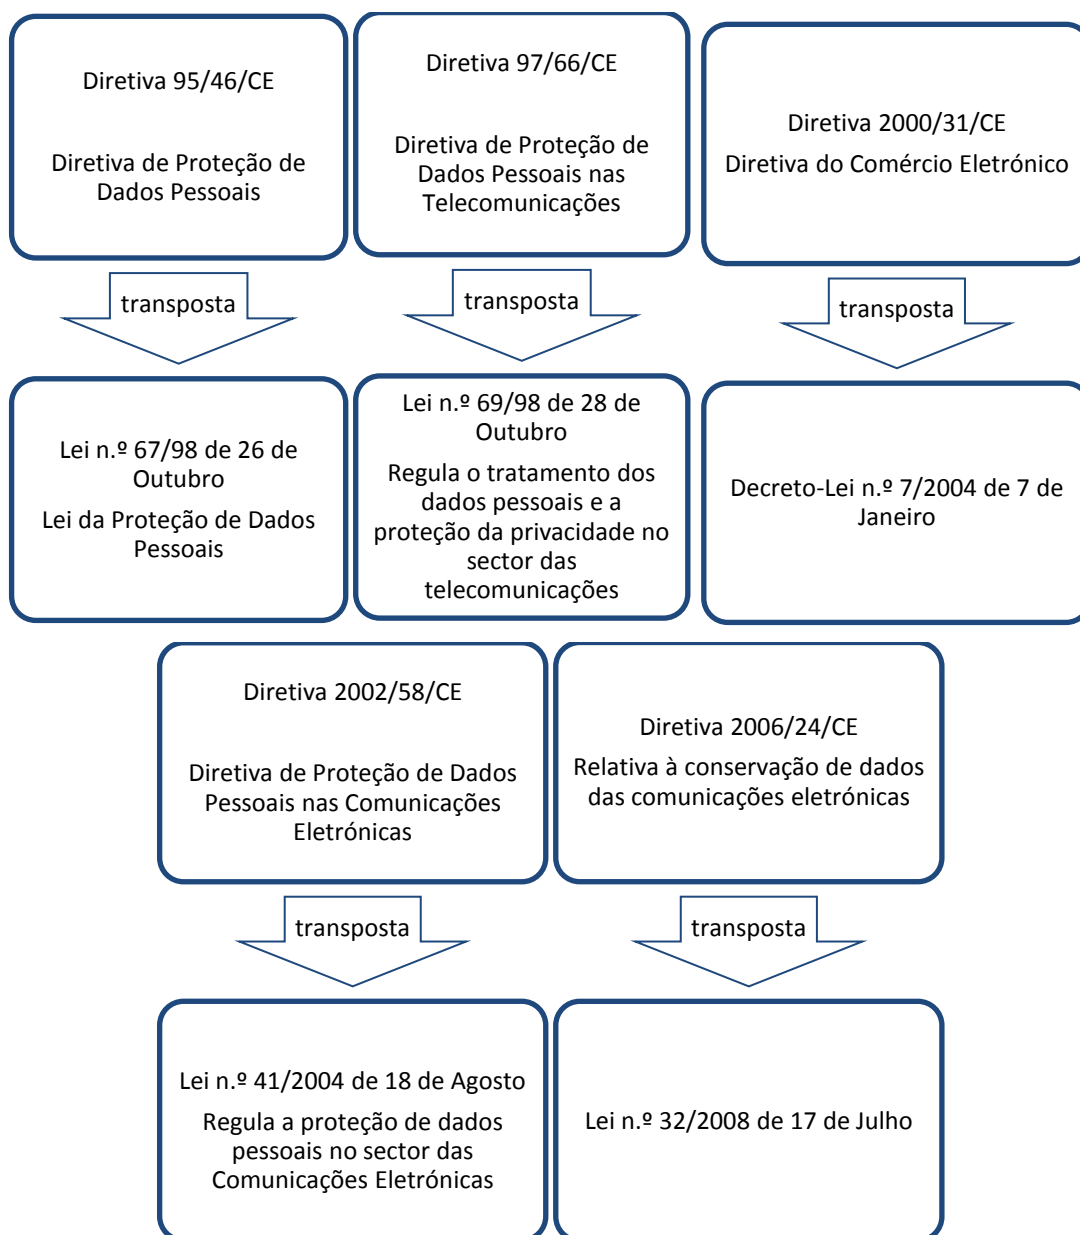 Diretiva 95/46/CE
Diretiva de Proteção de
Dados Pessoais
Diretiva 97/66/CE
Diretiva de Proteção de
Dados Pessoais nas
Telecomunicações
Diretiva 2000/31/CE
Diretiva do Comércio Eletrónico
transposta
transposta
transposta
Lei n.º 67/98 de 26 de
Outubro
Lei da Proteção de Dados
Pessoais
Lei n.º 69/98 de 28 de
Outubro
Regula o tratamento dos
dados pessoais e a
proteção da privacidade no
sector das
telecomunicações
Decreto-Lei n.º 7/2004 de 7 de
Janeiro
Diretiva 2002/58/CE
Diretiva de Proteção de Dados
Pessoais nas Comunicações
Eletrónicas
Diretiva 2006/24/CE
Relativa à conservação de dados
das comunicações eletrónicas
transposta
transposta
Lei n.º 41/2004 de 18 de Agosto
Regula a proteção de dados
pessoais no sector das
Comunicações Eletrónicas
Lei n.º 32/2008 de 17 de Julho